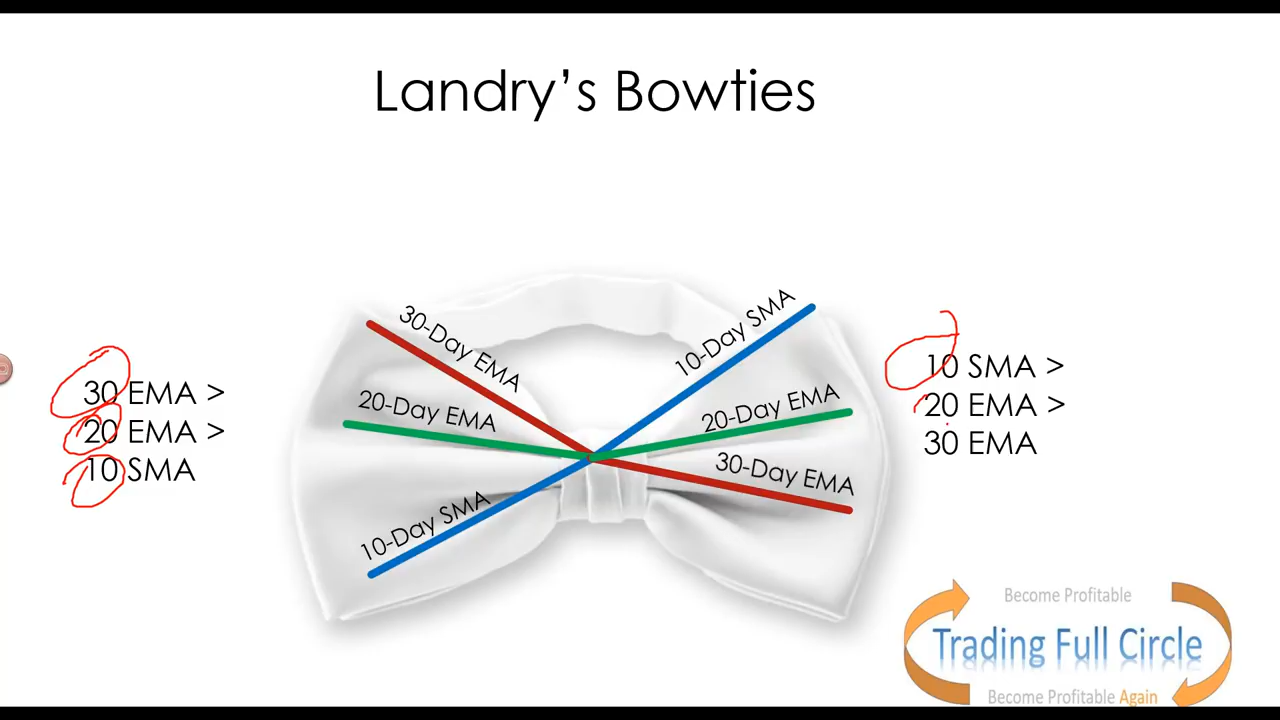 Landry's Bowties
30 EMA >
20 EMA >
10 SMA
30-Day EMA
20-Day EMA
10-Day SMA
10-Day SMA
20-Day EMA
30-Day EMA
10 SMA >
20 EMA >
30 EMA
Become Profitable
Trading Full Circle
Become Profitable Again